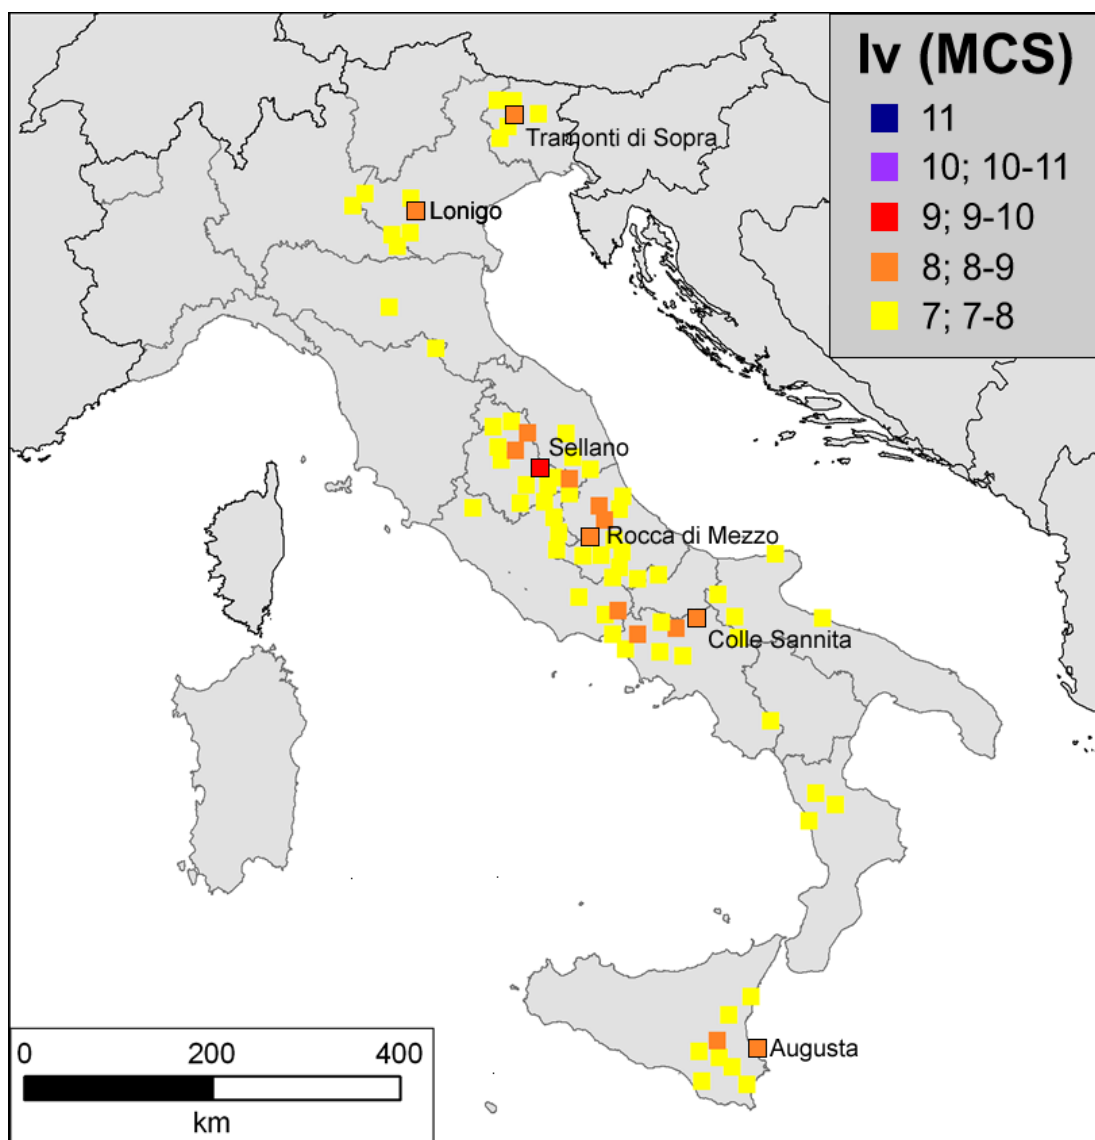 Iv (MCS)
11
10; 10-11
9; 9-10
8; 8-9
7; 7-8
Tramonti di Sopra
Lonigo
Sellano
Rocca di Mezzo
Colle Sannita
Augusta
0 200 400
km